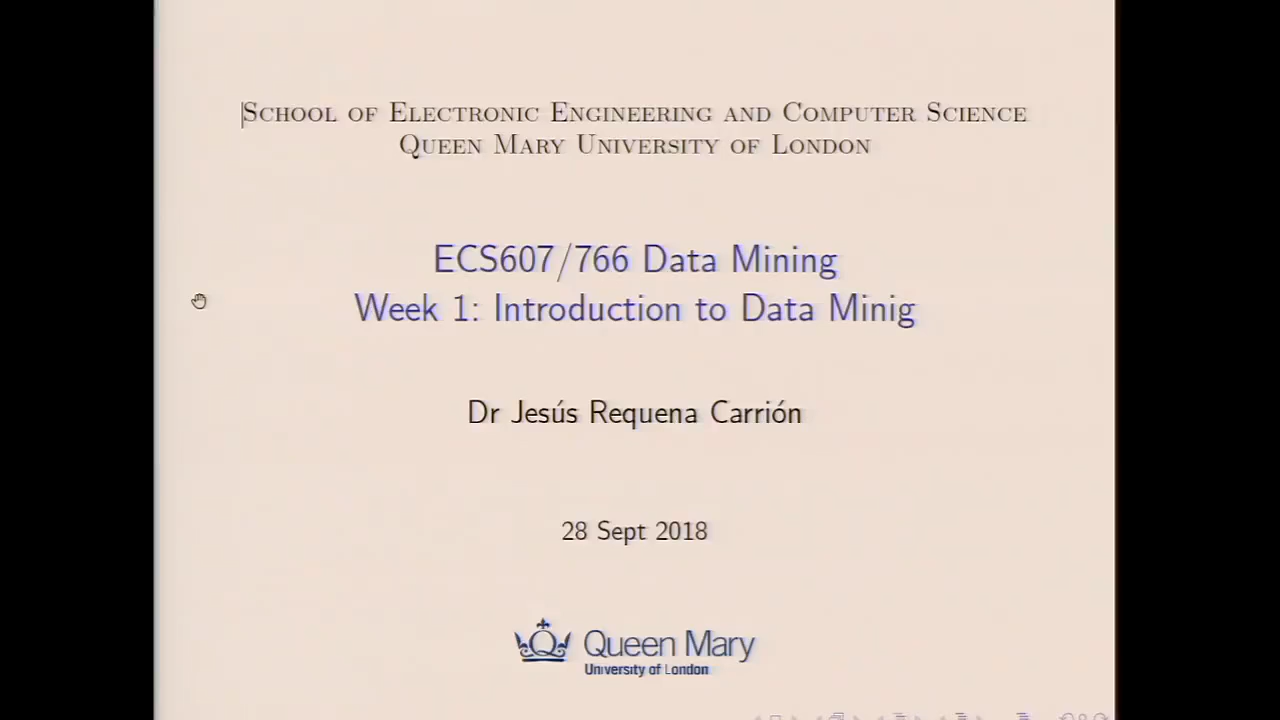 School of Electronic Engineering and Computer Science
Queen Mary University of London
ECS607/766 Data Mining
Week 1: Introduction to Data Minig
Dr Jesús Requena Carrión
28 Sept 2018
Queen Mary
University of London